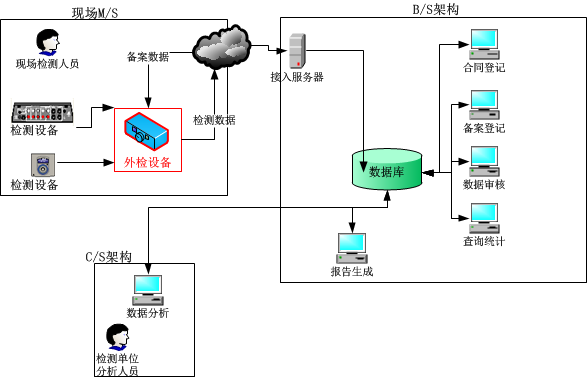 现场M/S
B/S架构
现场检测人员
备案数据
接入服务器
合同登记
检测设备
检测数据
备案登记
外检设备
数据库
数据审核
检测设备
查询统计
C/S架构
报告生成
数据分析
检测单位
分析人员